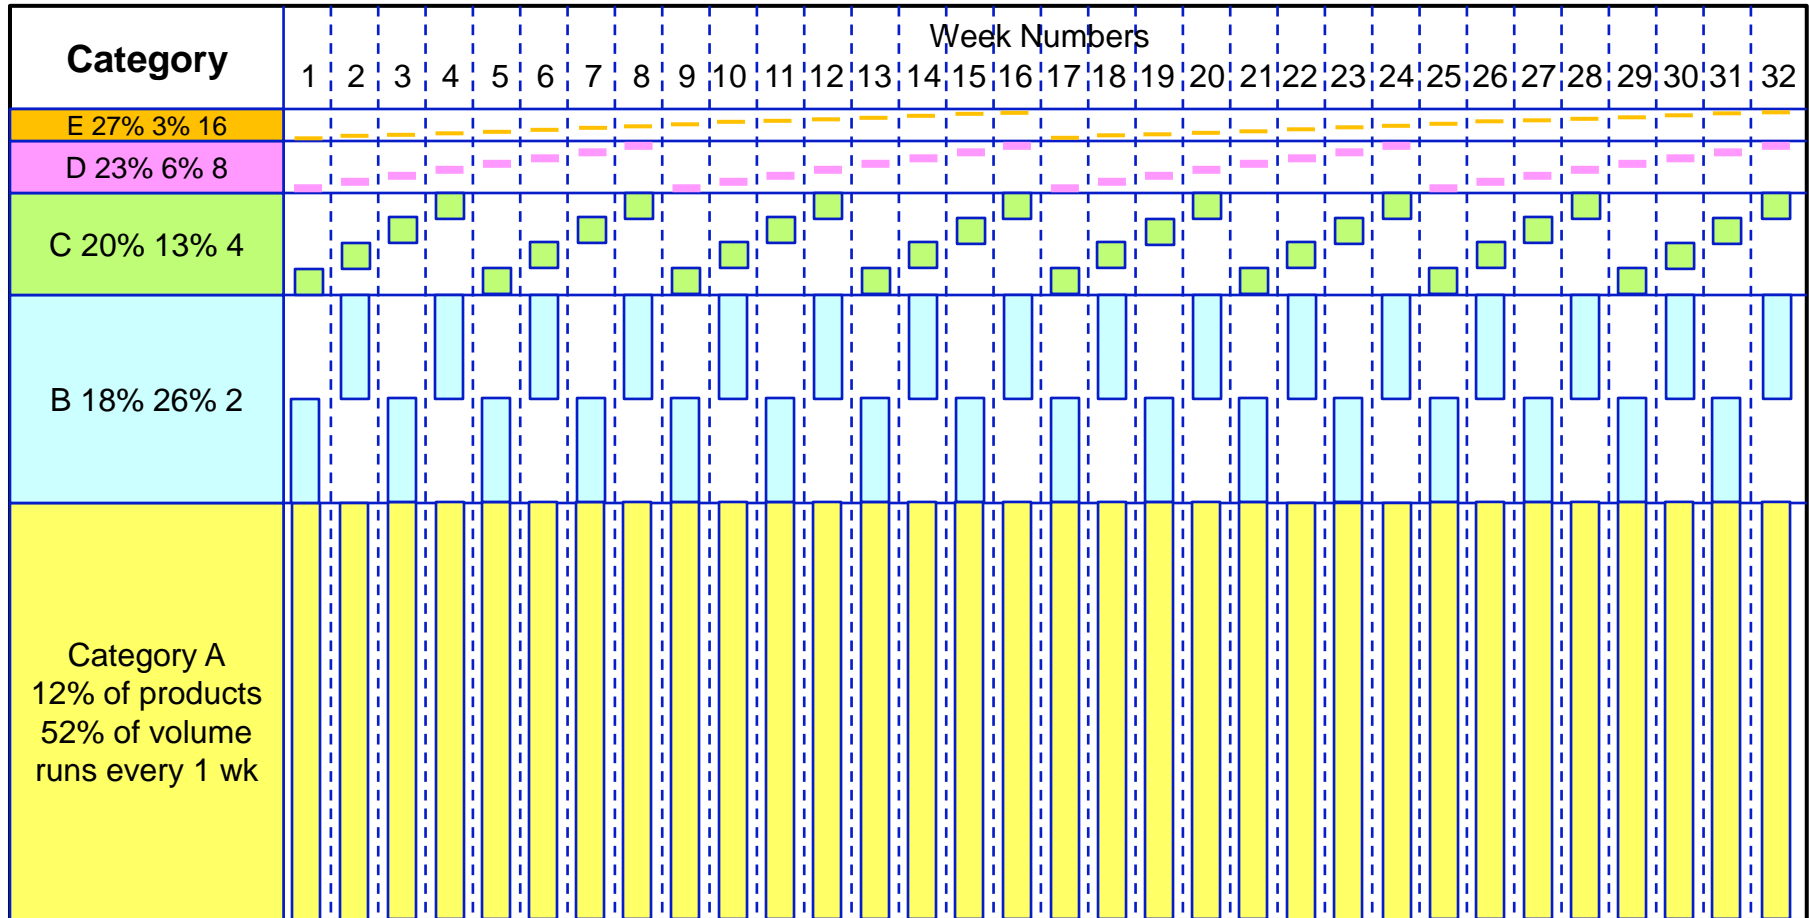 Week Numbers
Category
1 2 3 4 5 6 7 8 9 10 11 12 13 14 15 16 17 18 19 20 21 22 23 24 25 26 27 28 29 30 31 32
E 27% 3% 16
D 23% 6% 8
C 20% 13% 4
B 18% 26% 2
Category A
12% of products
52% of volume
runs every 1 wk